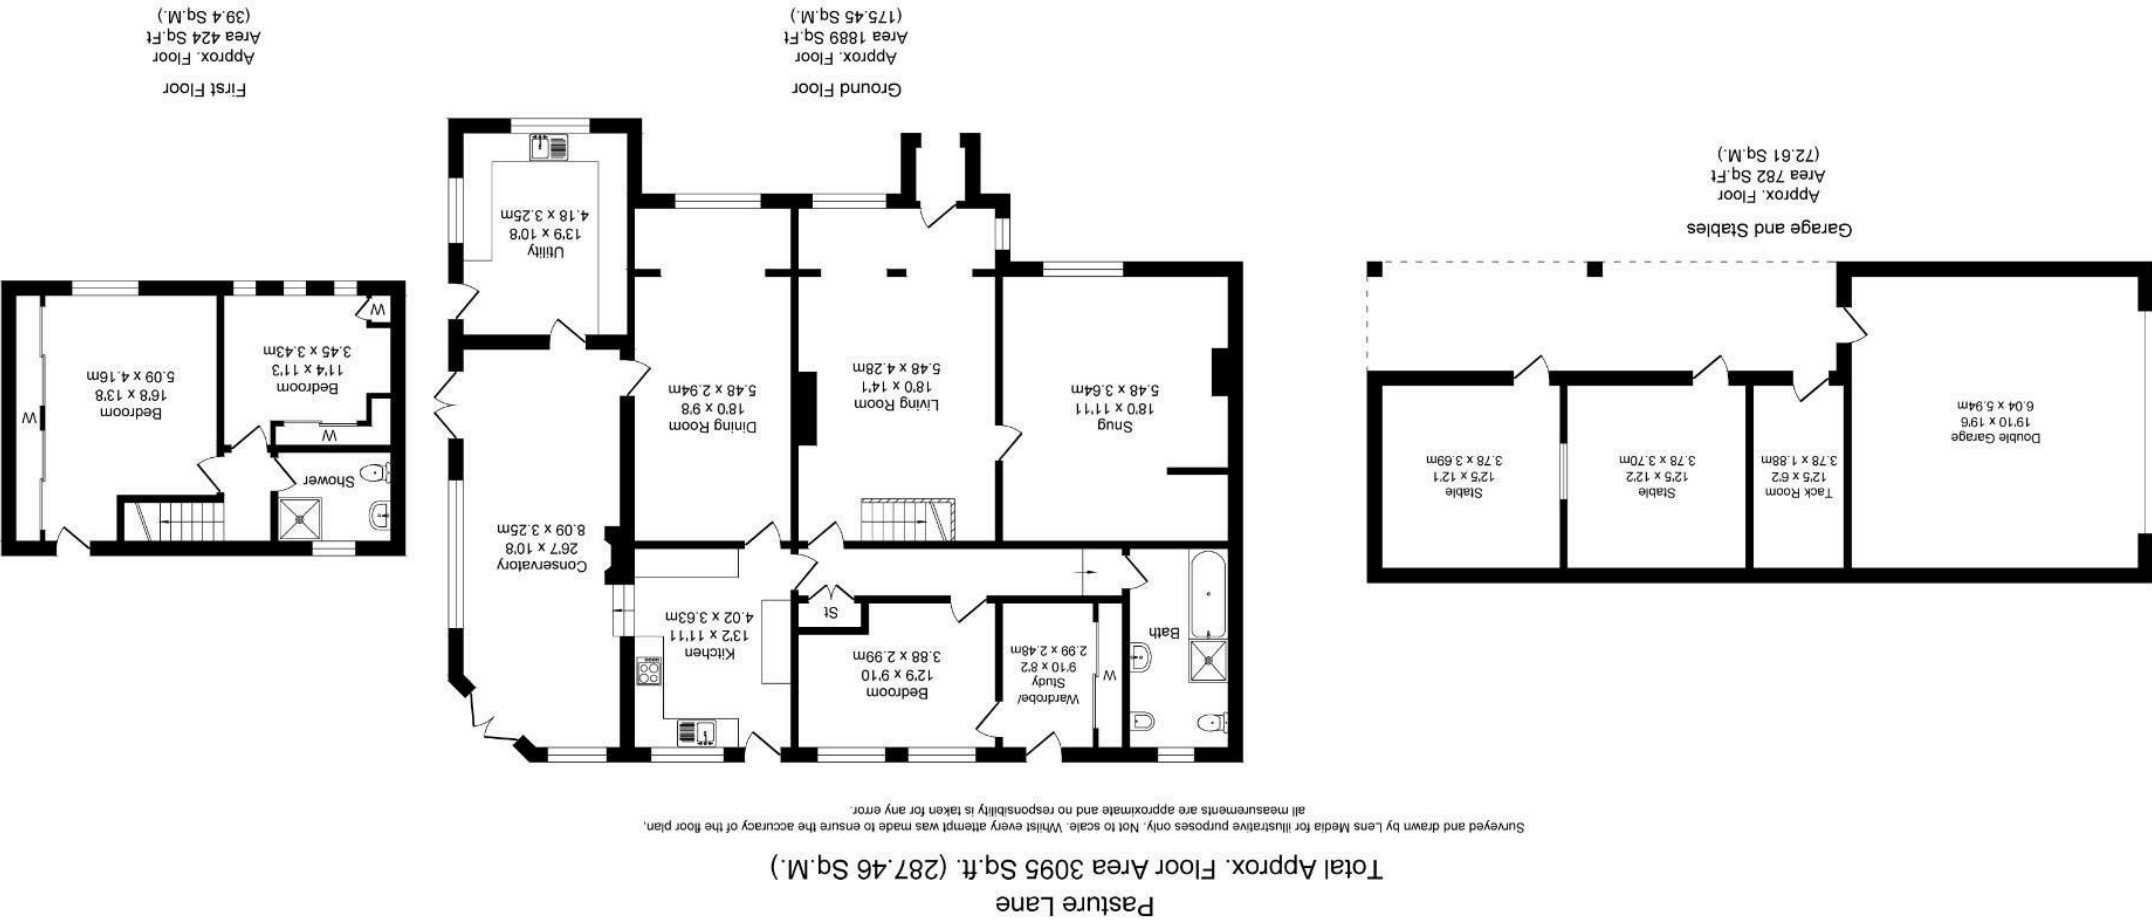 Pasture Lane
Total Approx. Floor Area 3095 Sq.ft. (287.46 Sq.M.)
Surveyed and drawn by Lens Media for illustrative purposes only. Not to scale. Whilst every attempt was made to ensure the accuracy of the floor plan,
all measurements are approximate and no responsibility is taken for any error.
Double Garage
19'10 x 19'6
6.04 x 5.94m
Tack Room
12'5 x 6'2
3.78 x 1.88m
Stable
12'5 x 12'2
3.78 x 3.70m
Stable
12'5 x 12'1
3.78 x 3.69m
Garage and Stables
Approx. Floor
Area 782 Sq.Ft
(72.61 Sq.M.)
Bath
W
Wardrobe/
Study
9'10 x 8'2
2.99 x 2.48m
Bedroom
12'9 x 9'10
3.88 x 2.99m
St
Kitchen
13'2 x 11'11
4.02 x 3.63m
Conservatory
26'7 x 10'8
8.09 x 3.25m
Snug
18'0 x 11'11
5.48 x 3.64m
Living Room
18'0 x 14'1
5.48 x 4.28m
Dining Room
18'0 x 9'8
5.48 x 2.94m
Utility
13'9 x 10'8
4.18 x 3.25m
Ground Floor
Approx. Floor
Area 1889 Sq.Ft
(175.45 Sq.M.)
Shower
W
Bedroom
11'4 x 11'3
3.45 x 3.43m
W
Bedroom
16'8 x 13'8
5.09 x 4.16m
W
First Floor
Approx. Floor
Area 424 Sq.Ft
(39.4 Sq.M.)